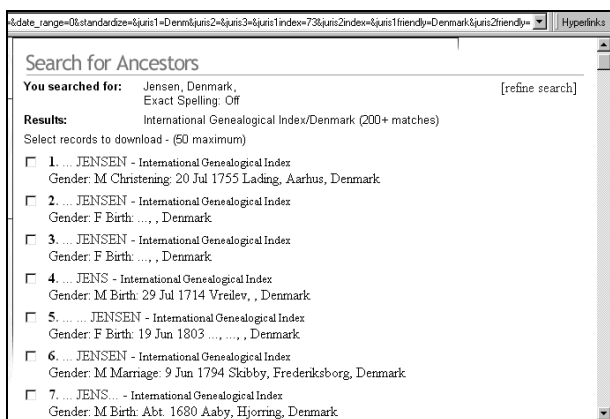 &date_range=0&standardize=&juris1=Denm&juris2=&juris3=&juris1index=73&juris2index=&juris1friendly=Denmark&juris2friendly= Hyperlinks
Search for Ancestors
You searched for: Jensen, Denmark, [refine search]
Exact Spelling: Off
Results: International Genealogical Index/Denmark (200+ matches)
Select records to download - (50 maximum)
1. ... JENSEN - International Genealogical Index
Gender: M Christening: 20 Jul 1755 Lading, Aarhus, Denmark
2. ... JENSEN - International Genealogical Index
Gender: F Birth: ..., , Denmark
3. ... JENSEN - International Genealogical Index
Gender: F Birth: ..., , Denmark
4. ... JENS - International Genealogical Index
Gender: M Birth: 29 Jul 1714 Vreilev, , Denmark
5. ... ... JENSEN - International Genealogical Index
Gender: F Birth: 19 Jun 1803 ..., ..., , Denmark
6. ... JENSEN - International Genealogical Index
Gender: M Marriage: 9 Jun 1794 Skibby, Frederiksborg, Denmark
7. ... JENS... - International Genealogical Index
Gender: M Birth: Abt. 1680 Aaby, Hjorring, Denmark